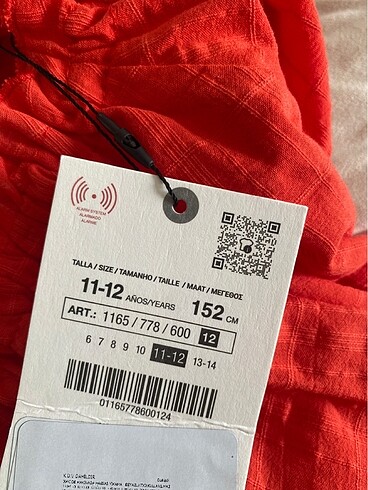 ALARM SYSTEM
ALARMADO
ALARME
TALLA / SIZE / TAMANHO / TAILLE / MAAT / ΜΕΓΕΘΟΣ
11-12 AÑOS/YEARS 152 CM
ART.: 1165 / 778 / 600 12
6 7 8 9 10 11-12 13-14
01165778600124